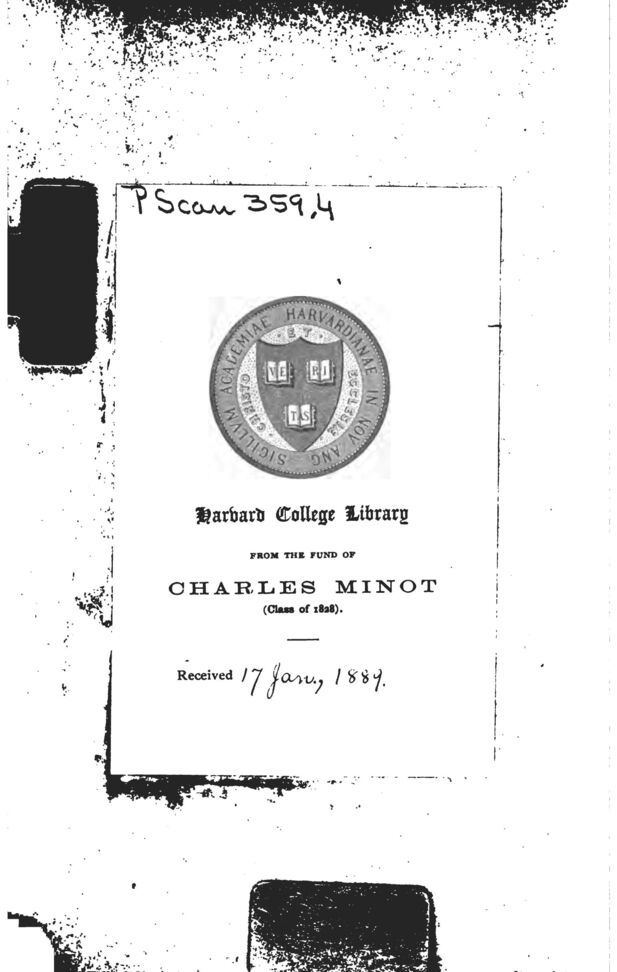 P Scan 359,4
SIGILLVM ACADEMIAE HARVARDIANAE IN NOV ANG
CHRISTO ET ECCLESIAE
VE RI
TAS
Harvard College Library
FROM THE FUND OF
CHARLES MINOT
(Class of 1828).
Received 17 Jan., 1889.